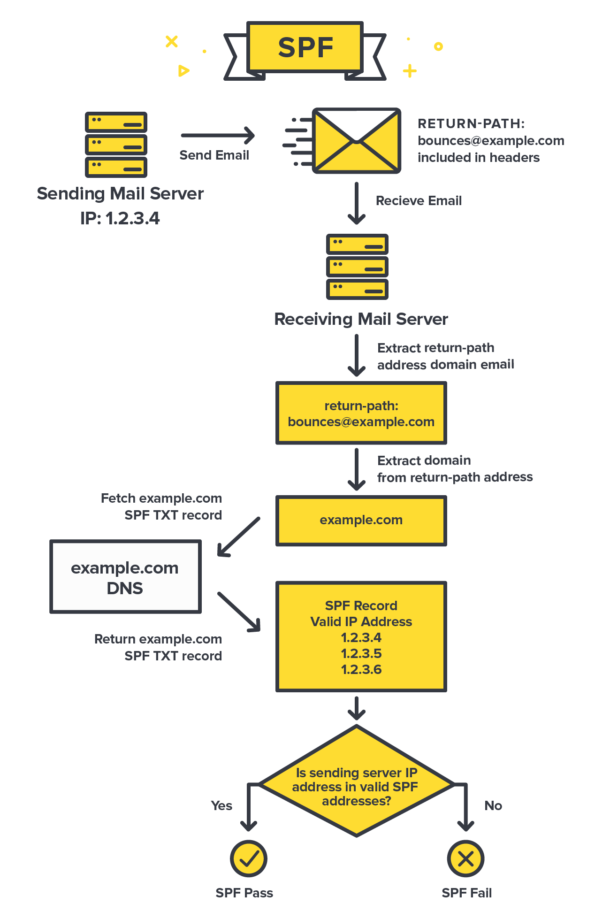 SPF
Send Email
RETURN-PATH:
bounces@example.com
included in headers
Sending Mail Server
IP: 1.2.3.4
Recieve Email
Receiving Mail Server
Extract return-path
address domain email
return-path:
bounces@example.com
Extract domain
from return-path address
Fetch example.com
SPF TXT record
example.com
example.com
DNS
Return example.com
SPF TXT record
SPF Record
Valid IP Address
1.2.3.4
1.2.3.5
1.2.3.6
Is sending server IP
address in valid SPF
addresses?
Yes
No
SPF Pass
SPF Fail